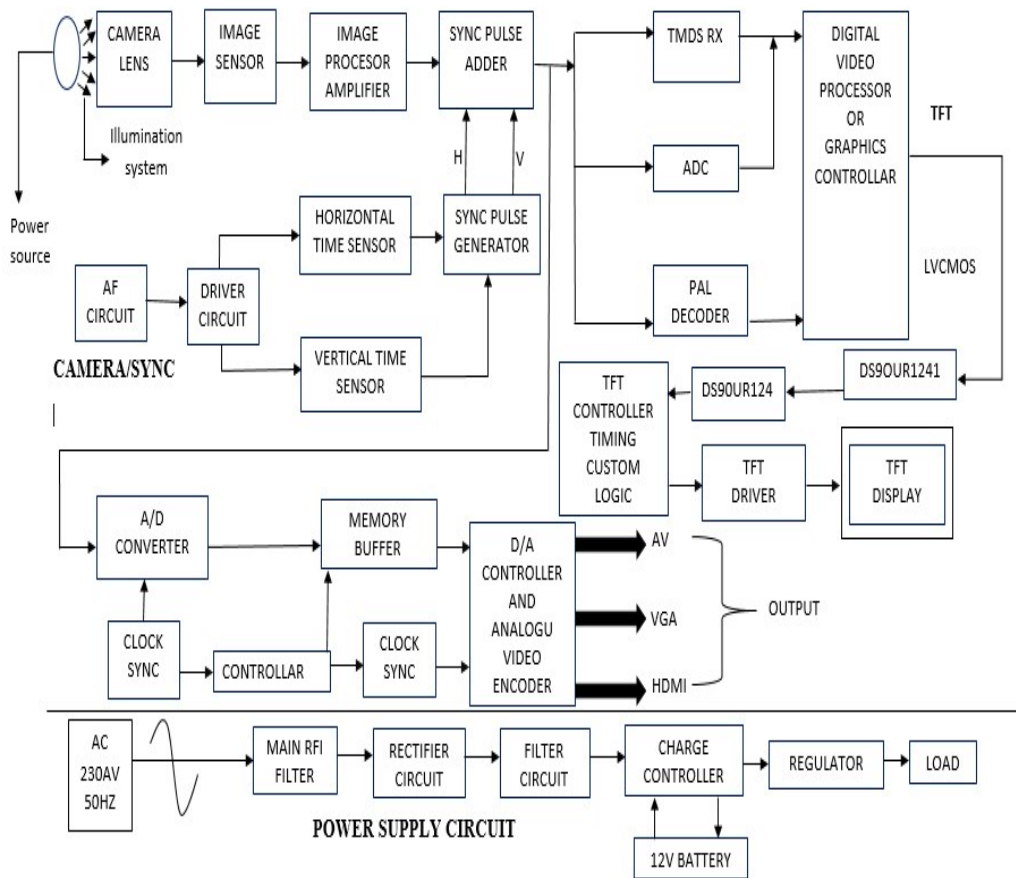 CAMERA
LENS
IMAGE
SENSOR
IMAGE
PROCESOR
AMPLIFIER
SYNC PULSE
ADDER
TMDS RX
DIGITAL
VIDEO
PROCESSOR
OR
GRAPHICS
CONTROLLER
TFT
Illumination
system
H
V
ADC
Power
source
HORIZONTAL
TIME SENSOR
SYNC PULSE
GENERATOR
LVCMOS
AF
CIRCUIT
DRIVER
CIRCUIT
PAL
DECODER
CAMERA/SYNC
VERTICAL TIME
SENSOR
TFT
CONTROLLER
TIMING
CUSTOM
LOGIC
DS9OUR124
DS9OUR1241
TFT
DRIVER
TFT
DISPLAY
A/D
CONVERTER
MEMORY
BUFFER
D/A
CONTROLLER
AND
ANALOGU
VIDEO
ENCODER
AV
VGA
HDMI
OUTPUT
CLOCK
SYNC
CONTROLLAR
CLOCK
SYNC
AC
230AV
50HZ
MAIN RFI
FILTER
RECTIFIER
CIRCUIT
FILTER
CIRCUIT
CHARGE
CONTROLLER
REGULATOR
LOAD
POWER SUPPLY CIRCUIT
12V BATTERY